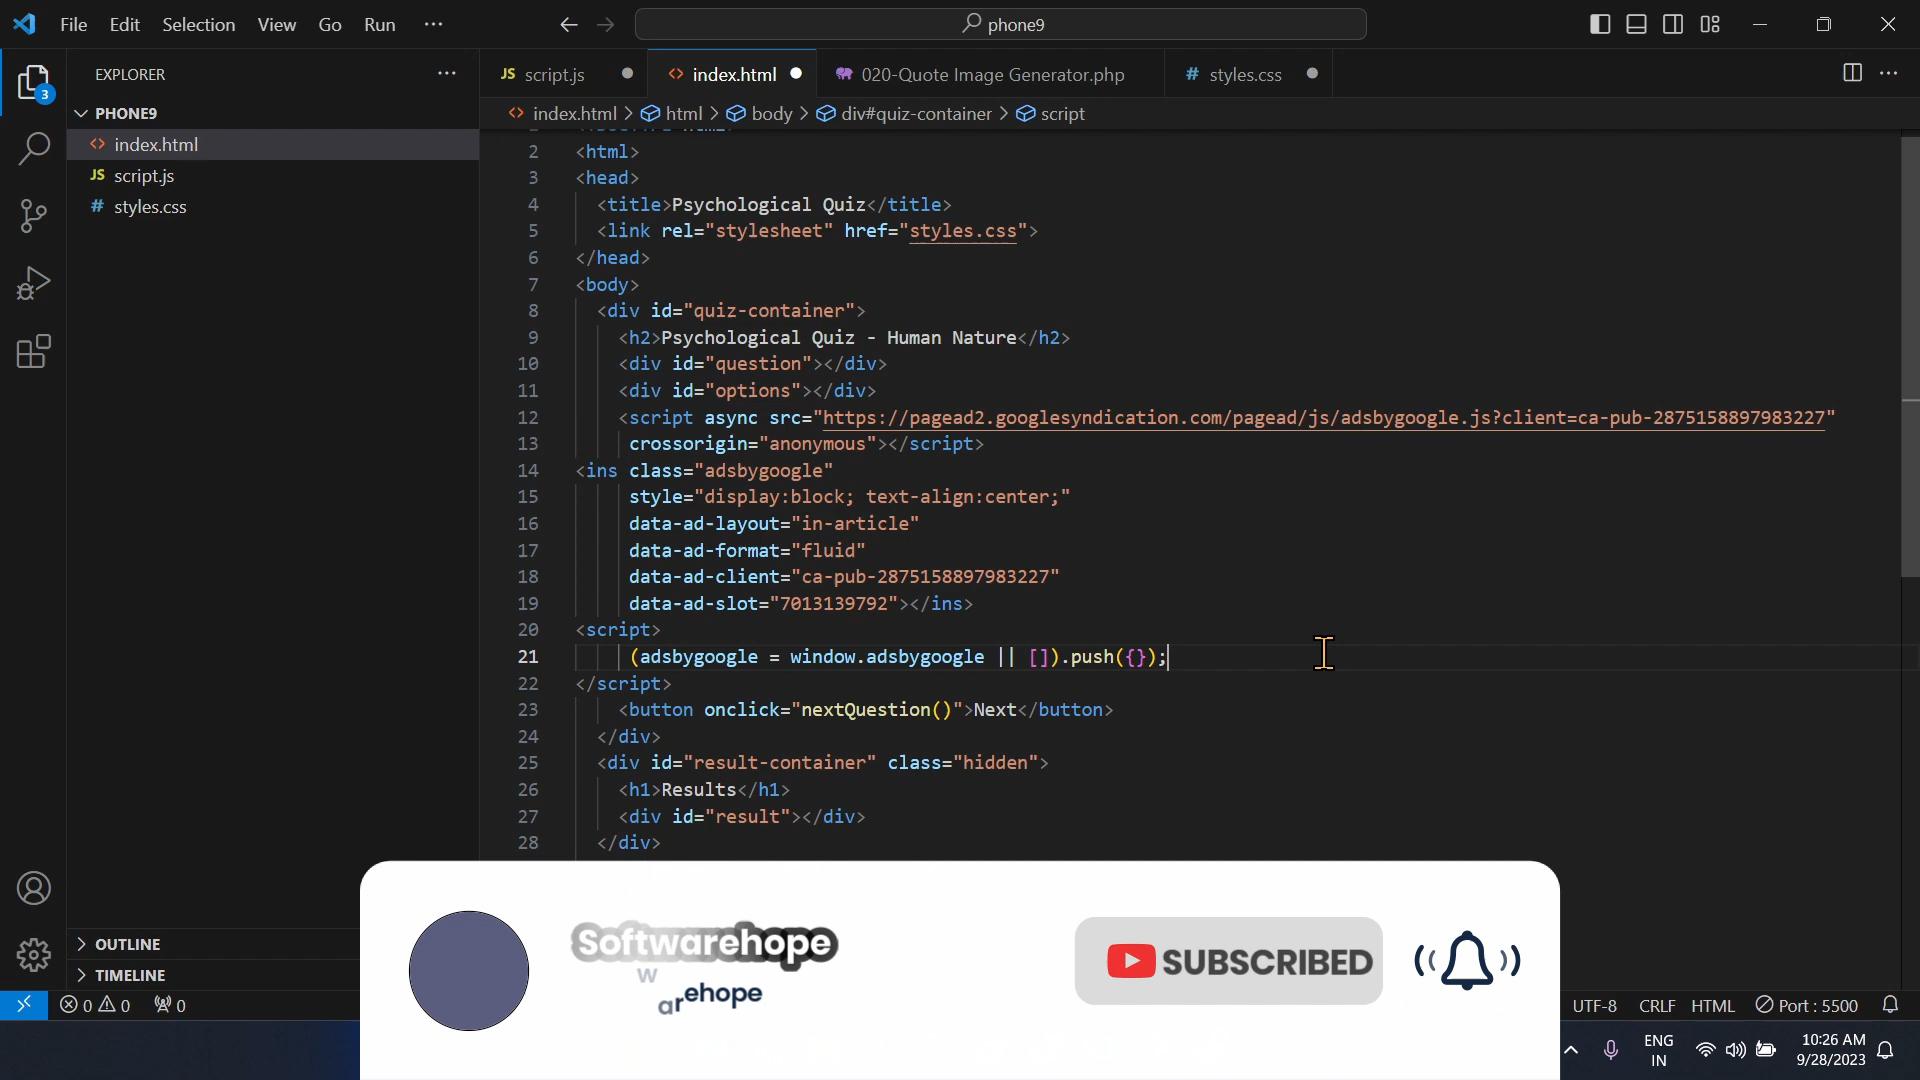 File Edit Selection View Go Run ···
phone9
EXPLORER ···
3
PHONE9
index.html
JS script.js
# styles.css
OUTLINE
TIMELINE
JS script.js
index.html
020-Quote Image Generator.php
# styles.css
index.html > html > body > div#quiz-container > script
2 <html>
3 <head>
4 <title>Psychological Quiz</title>
5 <link rel="stylesheet" href="styles.css">
6 </head>
7 <body>
8 <div id="quiz-container">
9 <h2>Psychological Quiz - Human Nature</h2>
10 <div id="question"></div>
11 <div id="options"></div>
12 <script async src="https://pagead2.googlesyndication.com/pagead/js/adsbygoogle.js?client=ca-pub-2875158897983227"
13 crossorigin="anonymous"></script>
14 <ins class="adsbygoogle"
15 style="display:block; text-align:center;"
16 data-ad-layout="in-article"
17 data-ad-format="fluid"
18 data-ad-client="ca-pub-2875158897983227"
19 data-ad-slot="7013139792"></ins>
20 <script>
21 (adsbygoogle = window.adsbygoogle || []).push({});
22 </script>
23 <button onclick="nextQuestion()">Next</button>
24 </div>
25 <div id="result-container" class="hidden">
26 <h1>Results</h1>
27 <div id="result"></div>
28 </div>
Softwarehope
W
arehope
SUBSCRIBED
0 0 0
UTF-8 CRLF HTML Port : 5500
ENG
IN
10:26 AM
9/28/2023